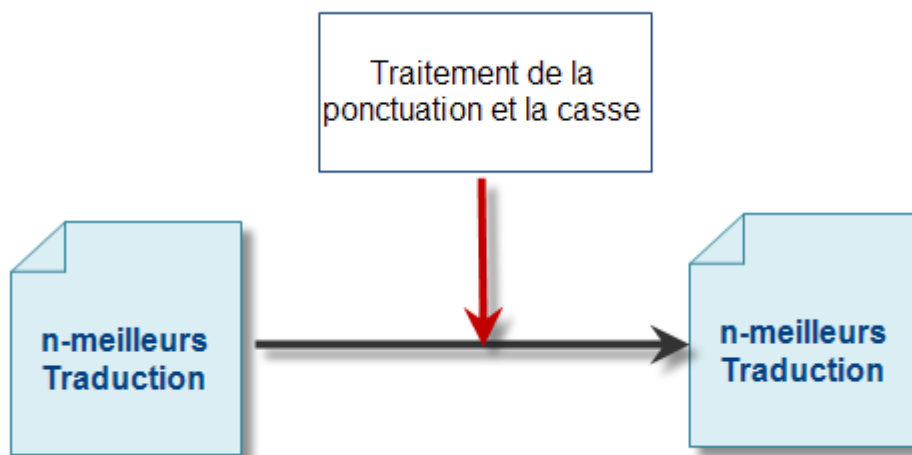 Traitement de la
ponctuation et la casse
n-meilleurs
Traduction
n-meilleurs
Traduction